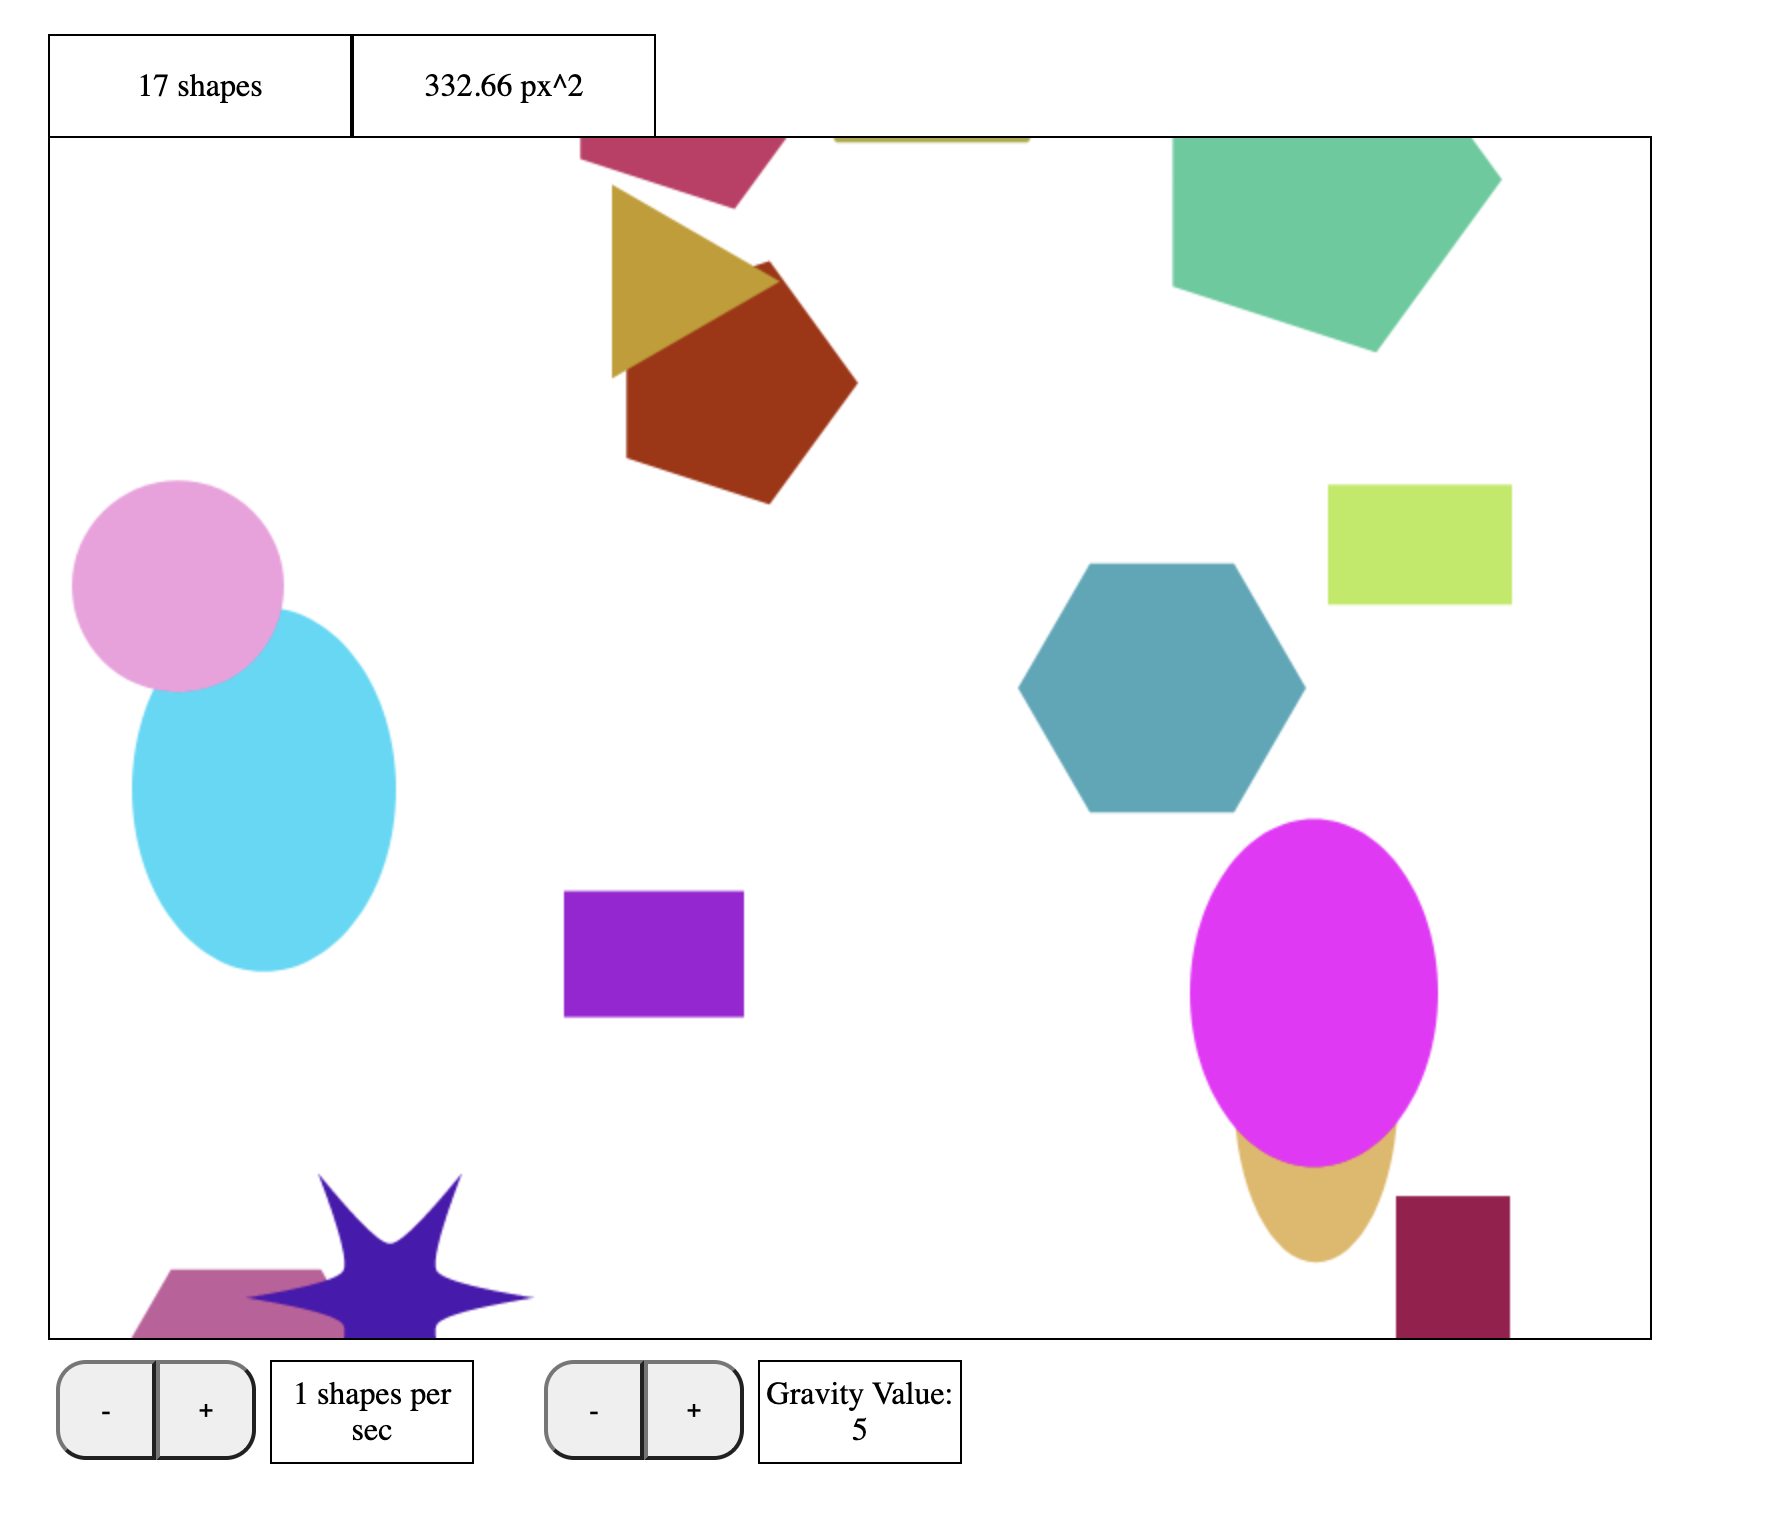 17 shapes
332.66 px^2
-
+
1 shapes per
sec
-
+
Gravity Value:
5